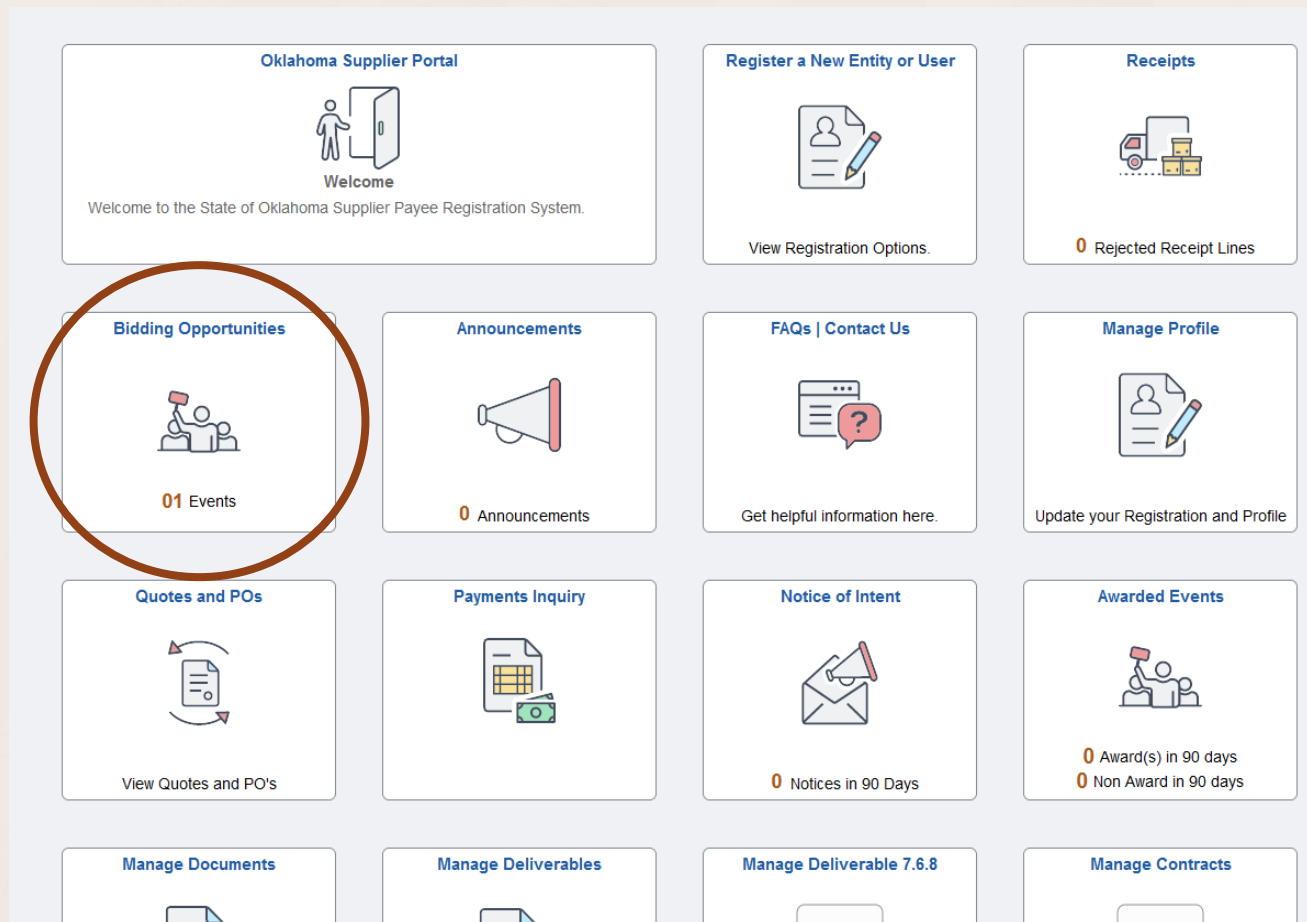 Oklahoma Supplier Portal
Welcome
Welcome to the State of Oklahoma Supplier Payee Registration System.
Register a New Entity or User
View Registration Options.
Receipts
0 Rejected Receipt Lines
Bidding Opportunities
01 Events
Announcements
0 Announcements
FAQs | Contact Us
?
Get helpful information here.
Manage Profile
Update your Registration and Profile
Quotes and POs
View Quotes and PO's
Payments Inquiry
Notice of Intent
0 Notices in 90 Days
Awarded Events
0 Award(s) in 90 days
0 Non Award in 90 days
Manage Documents
Manage Deliverables
Manage Deliverable 7.6.8
Manage Contracts